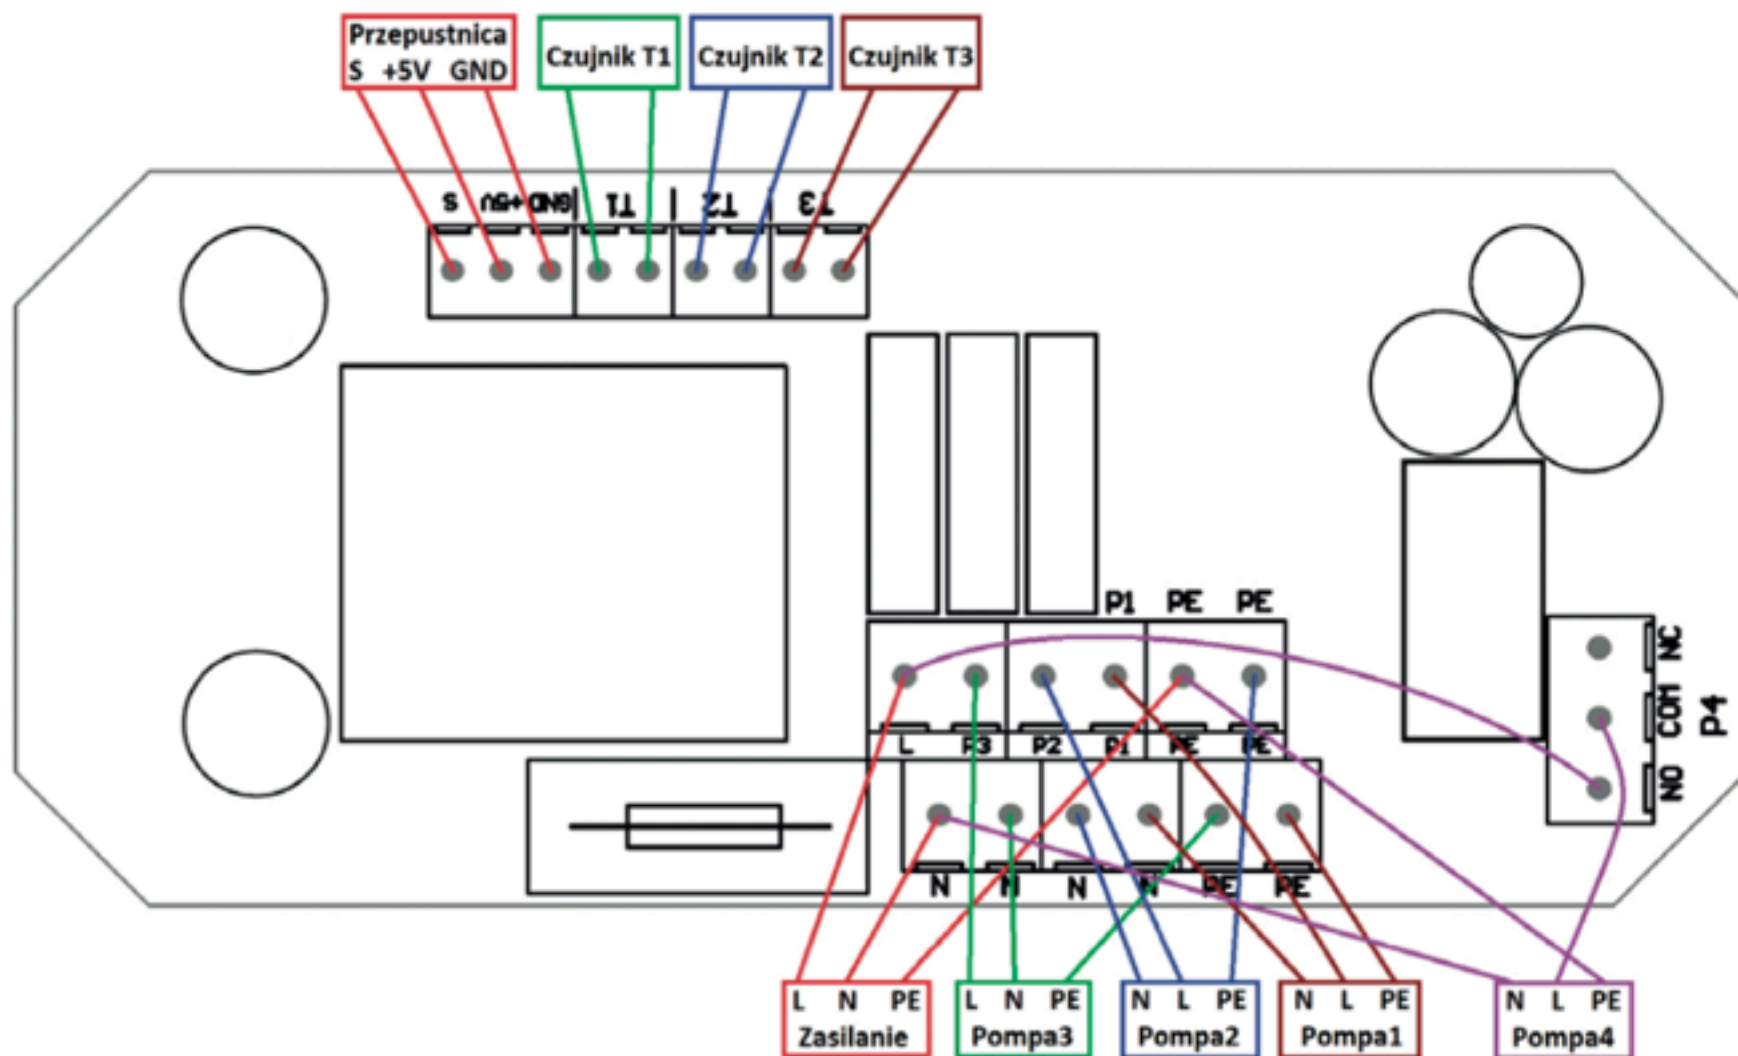 Przepustnica
S +5V GND
Czujnik T1
Czujnik T2
Czujnik T3
S +5V GND T1 T2 T3
P1 PE PE
L P3 P2 P1 PE PE
N N N N PE PE
NC
COM
NO
P4
L N PE
Zasilanie
L N PE
Pompa3
N L PE
Pompa2
N L PE
Pompa1
N L PE
Pompa4